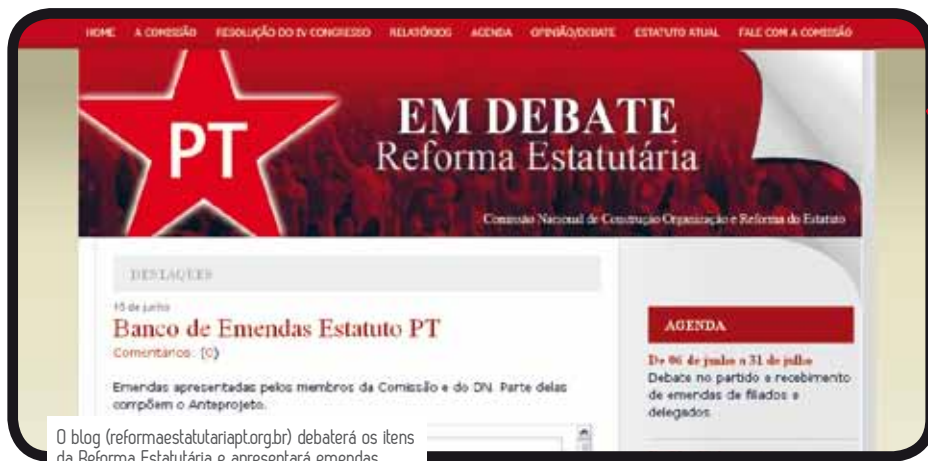 HOME A COMISSÃO RESOLUÇÃO DO IV CONGRESSO RELATÓRIOS AGENDA OPINIÃO/DEBATE ESTATUTO ATUAL FALE COM A COMISSÃO
PT
EM DEBATE
Reforma Estatutária
Comissão Nacional de Construção Organização e Reforma do Estatuto
DESTAQUES
15 de junho
Banco de Emendas Estatuto PT
Comentários: (0)
Emendas apresentadas pelos membros da Comissão e do DN. Parte delas
compõem o Anteprojeto.
AGENDA
De 06 de junho a 31 de julho
Debate no partido e recebimento
de emendas de filiados e
delegados
O blog (reformaestatutariapt.org.br) debaterá os itens
da Reforma Estatutária e apresentará emendas